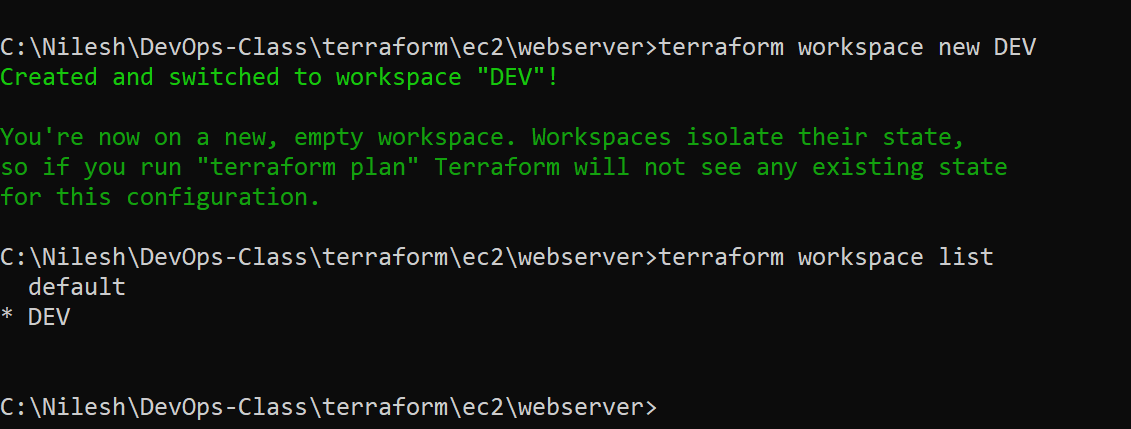 C:\Nilesh\DevOps-Class\terraform\ec2\webserver>terraform workspace new DEV
Created and switched to workspace "DEV"!
You're now on a new, empty workspace. Workspaces isolate their state,
so if you run "terraform plan" Terraform will not see any existing state
for this configuration.
C:\Nilesh\DevOps-Class\terraform\ec2\webserver>terraform workspace list
  default
* DEV
C:\Nilesh\DevOps-Class\terraform\ec2\webserver>